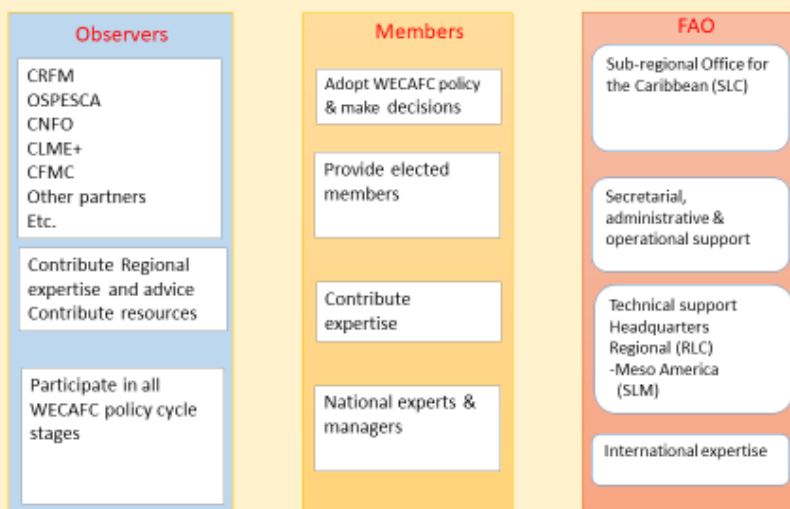 Observers
CRFM
OSPESCA
CNFO
CLME+
CFMC
Other partners
Etc.
Contribute Regional
expertise and advice
Contribute resources
Participate in all
WECAFC policy cycle
stages
Members
Adopt WECAFC policy
& make decisions
Provide elected
members
Contribute
expertise
National experts &
managers
FAO
Sub-regional Office for
the Caribbean (SLC)
Secretarial,
administrative &
operational support
Technical support
Headquarters
Regional (RLC)
-Meso America
(SLM)
International expertise